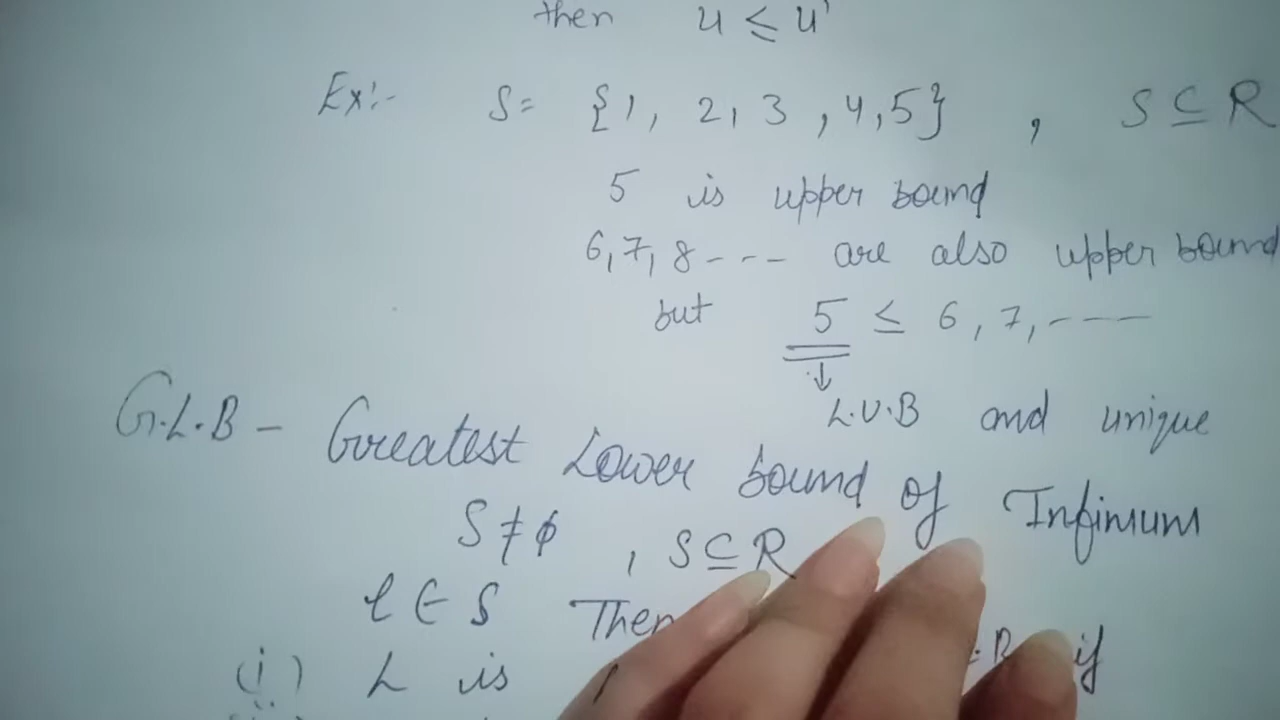 then u ≤ u'
Ex:- S = {1, 2, 3, 4, 5}, S ⊆ R
5 is upper bound
6, 7, 8 --- are also upper bound
but 5 ≤ 6, 7, ----
↓
L.U.B and unique
G.L.B - Greatest Lower bound of Infimum
S ≠ φ, S ⊆ R
l ∈ S Then if
(i) L is